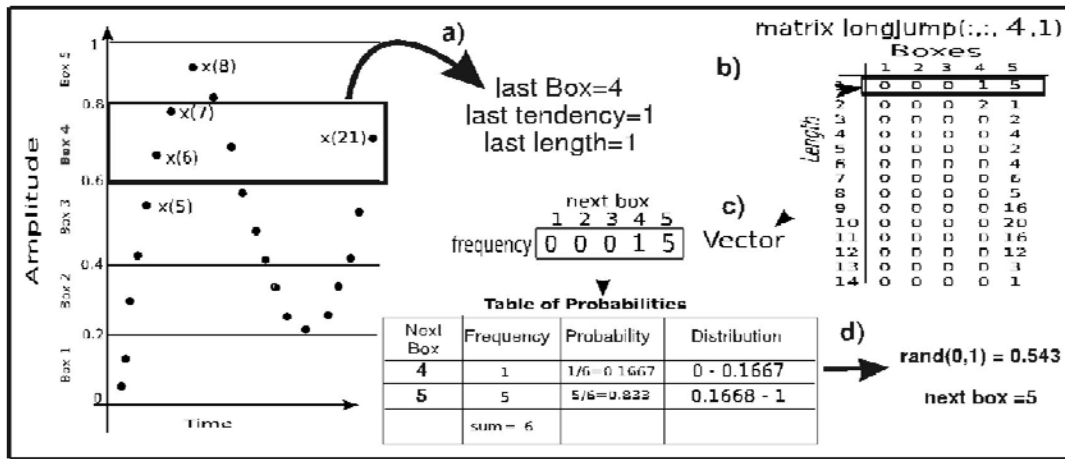 a)
last Box=4
last tendency=1
last length=1
Amplitude
Box 5
Box 4
Box 3
Box 2
Box 1
1
0.8
0.6
0.4
0.2
0
x(8)
x(7)
x(6)
x(5)
x(21)
Time
b)
matrix longjump(:,:, 4,1)
Boxes
1 2 3 4 5
Length
1 0 0 0 1 5
2 0 0 0 2 1
3 0 0 0 0 2
4 0 0 0 0 4
5 0 0 0 0 2
6 0 0 0 0 4
7 0 0 0 0 6
8 0 0 0 0 5
9 0 0 0 0 16
10 0 0 0 0 20
11 0 0 0 0 16
12 0 0 0 0 12
13 0 0 0 0 3
14 0 0 0 0 1
c)
Vector
next box
1 2 3 4 5
frequency 0 0 0 1 5
Table of Probabilities
Next Box Frequency Probability Distribution
4 1 1/6=0.1667 0 - 0.1667
5 5 5/6=0.833 0.1668 - 1
sum = 6
d)
rand(0,1) = 0.543
next box =5